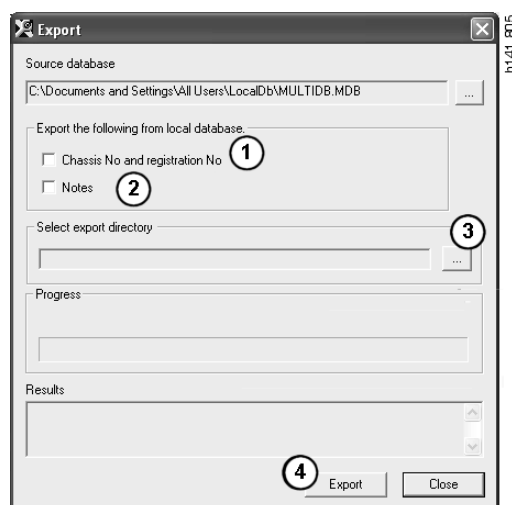 Export
Source database
C:\Documents and Settings\All Users\LocalDb\MULTIDB.MDB
...
Export the following from local database.
Chassis No and registration No
1
Notes
2
Select export directory
3
...
Progress
Results
4
Export
Close
h141 805